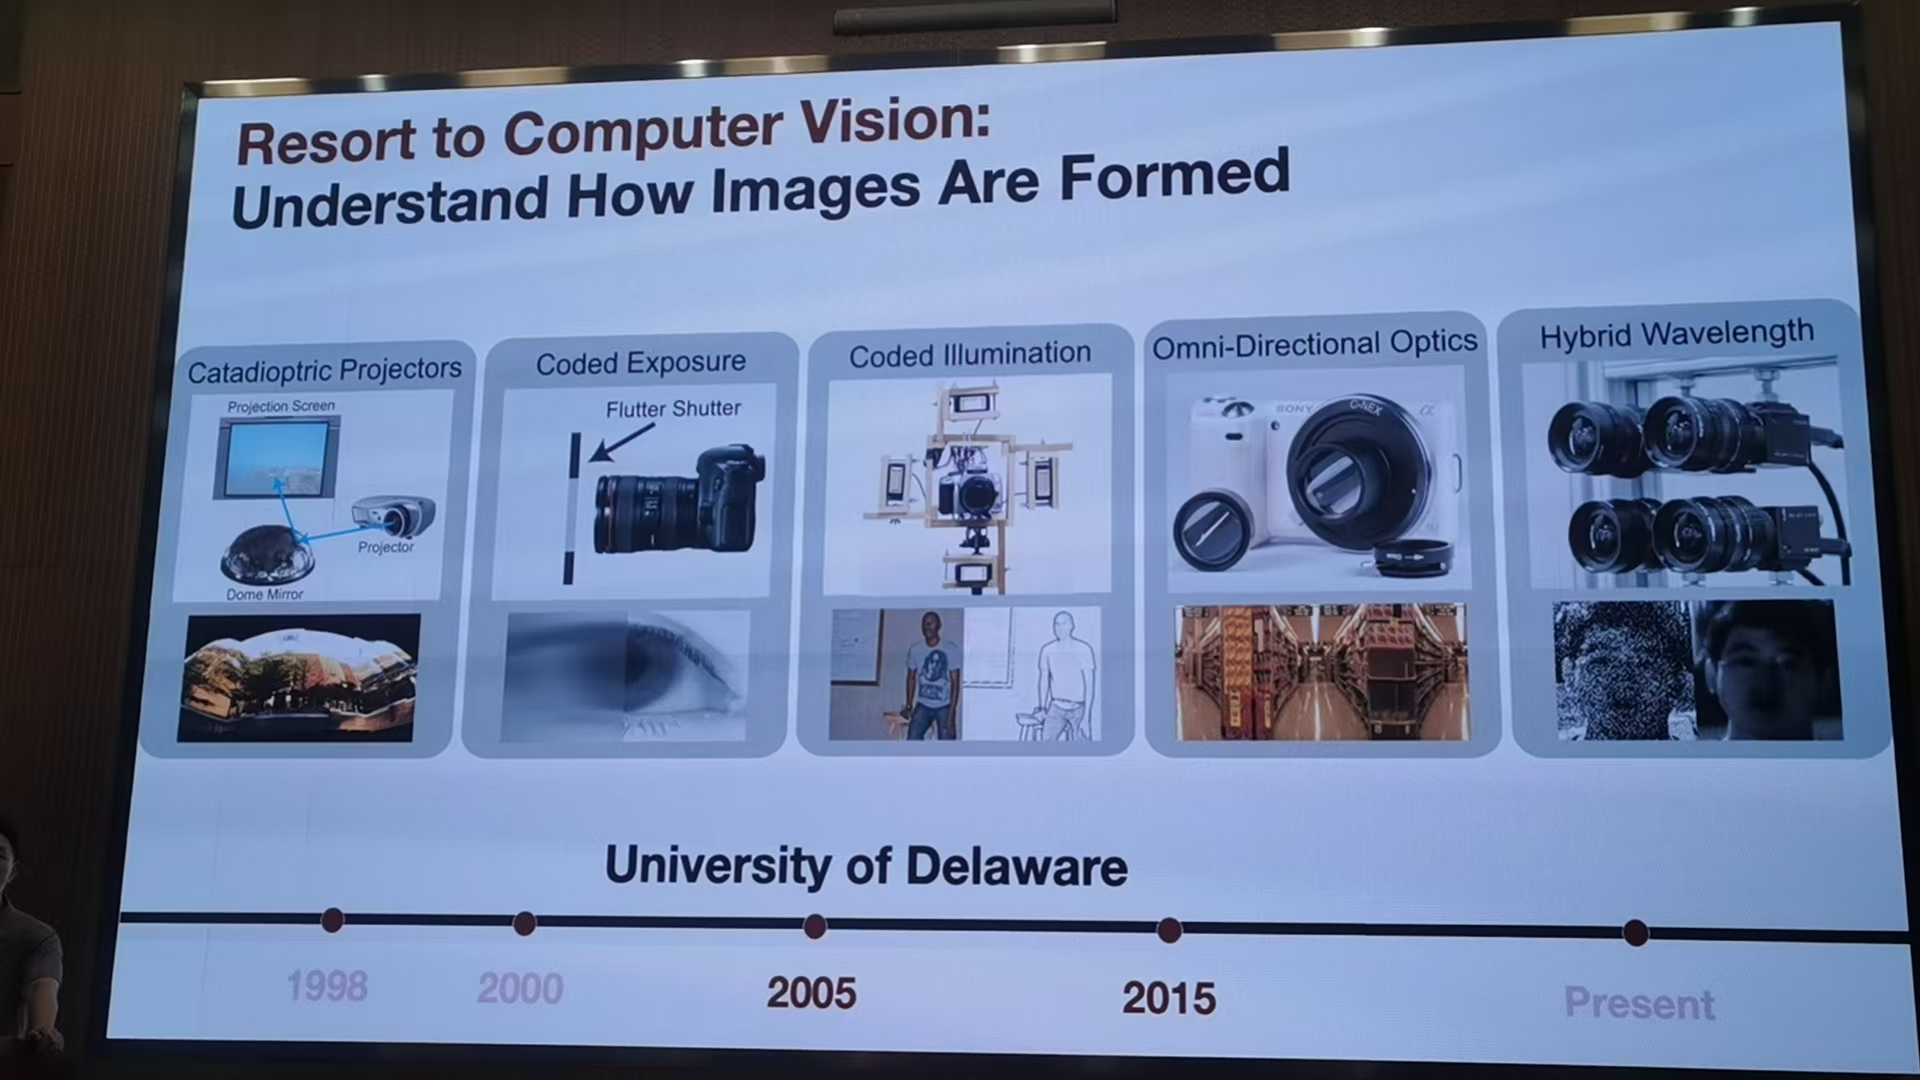 Resort to Computer Vision:
Understand How Images Are Formed
Catadioptric Projectors
Projection Screen
Projector
Dome Mirror
Coded Exposure
Flutter Shutter
Coded Illumination
Omni-Directional Optics
SONY
C-NEX
α
Hybrid Wavelength
University of Delaware
1998
2000
2005
2015
Present